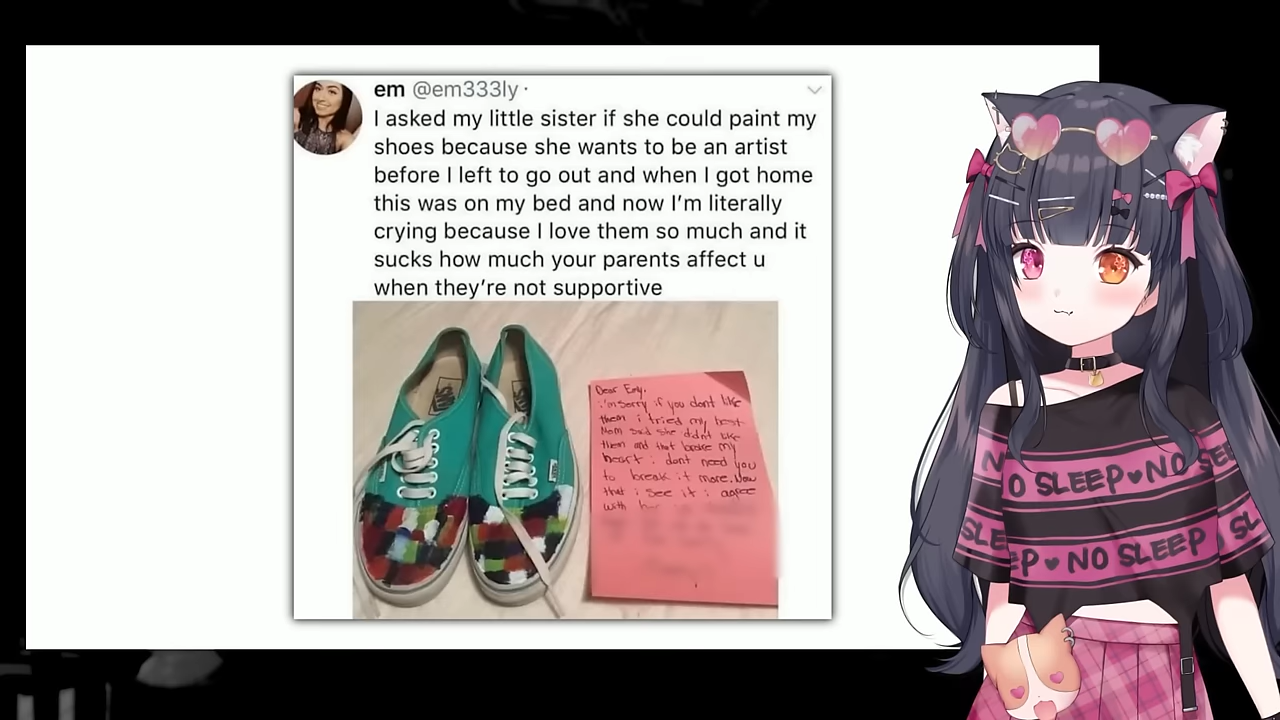 em @em333ly ·
I asked my little sister if she could paint my
shoes because she wants to be an artist
before I left to go out and when I got home
this was on my bed and now I'm literally
crying because I love them so much and it
sucks how much your parents affect u
when they're not supportive
Dear Emy,
i'm sorry if you dont like
them i tried my best
Mom said she didnt like
them and that broke my
heart i dont need you
to break it more. Now
that i see it i agree
with
VANS
NO SLEEP♥NO SLEEP
SLEEP♥NO SLEEP♥SL